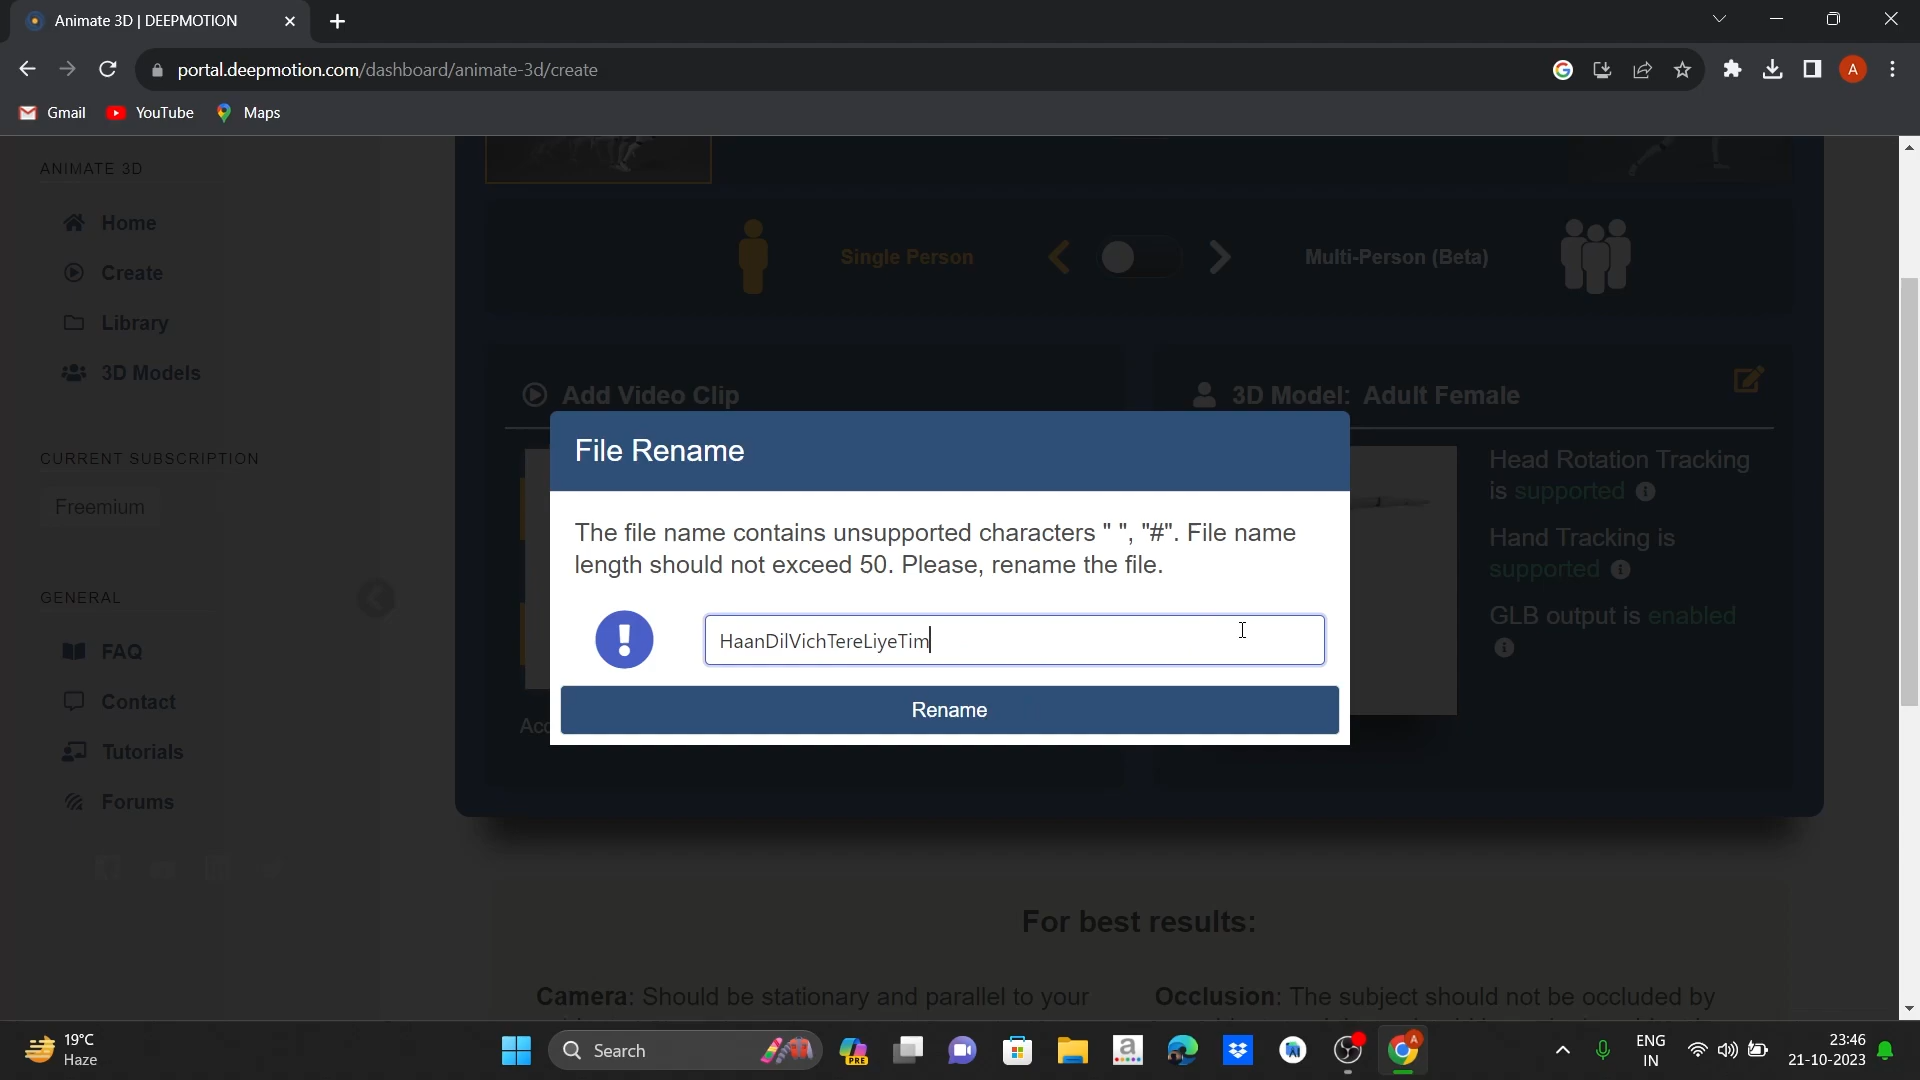 Animate 3D | DEEPMOTION
portal.deepmotion.com/dashboard/animate-3d/create
A
Gmail
YouTube
Maps
ANIMATE 3D
Home
Create
Library
3D Models
CURRENT SUBSCRIPTION
Freemium
GENERAL
FAQ
Contact
Tutorials
Forums
Single Person
Multi-Person (Beta)
Add Video Clip
3D Model: Adult Female
Head Rotation Tracking
is supported
Hand Tracking is
supported
GLB output is enabled
File Rename
The file name contains unsupported characters " ", "#". File name
length should not exceed 50. Please, rename the file.
HaanDilVichTereLiyeTim
Rename
For best results:
Camera: Should be stationary and parallel to your
Occlusion: The subject should not be occluded by
19°C
Haze
Search
PRE
ENG
IN
23:46
21-10-2023